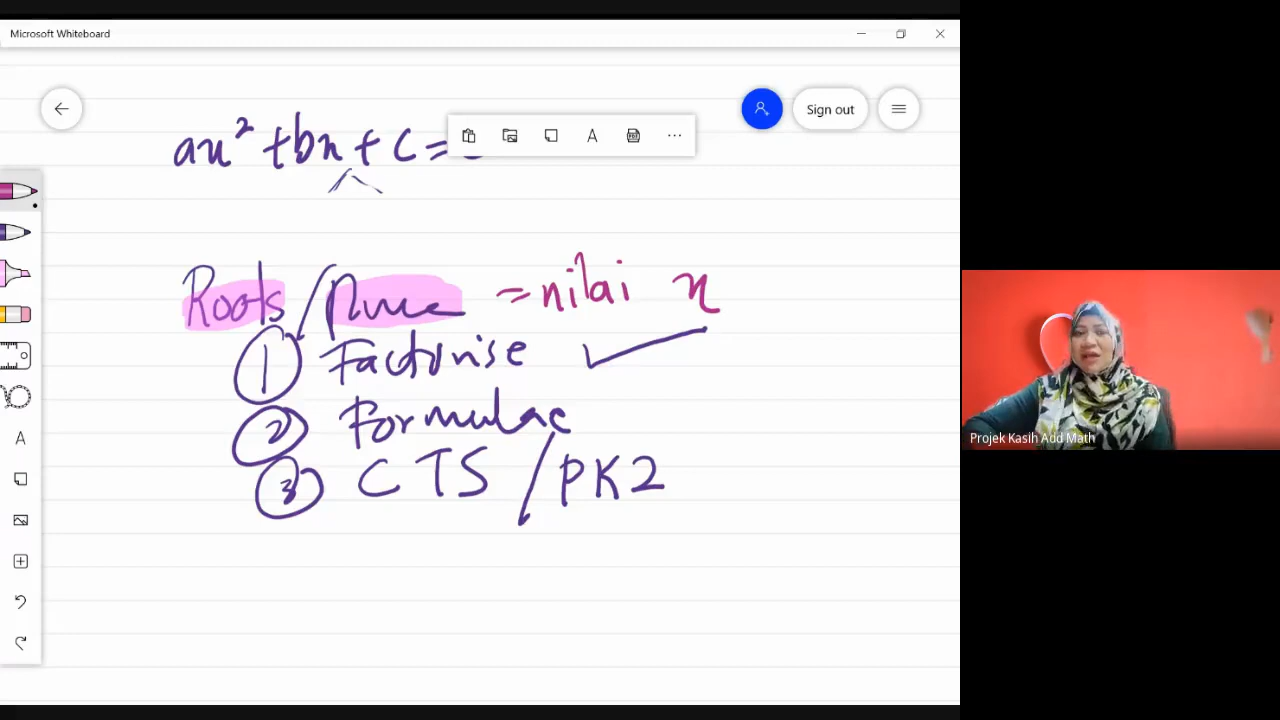 Microsoft Whiteboard
Sign out
ax² + bx + c =
Roots / Punca = nilai x
① Factorise ✓
② Formulae
③ CTS / PK2
A
Projek Kasih Add Math